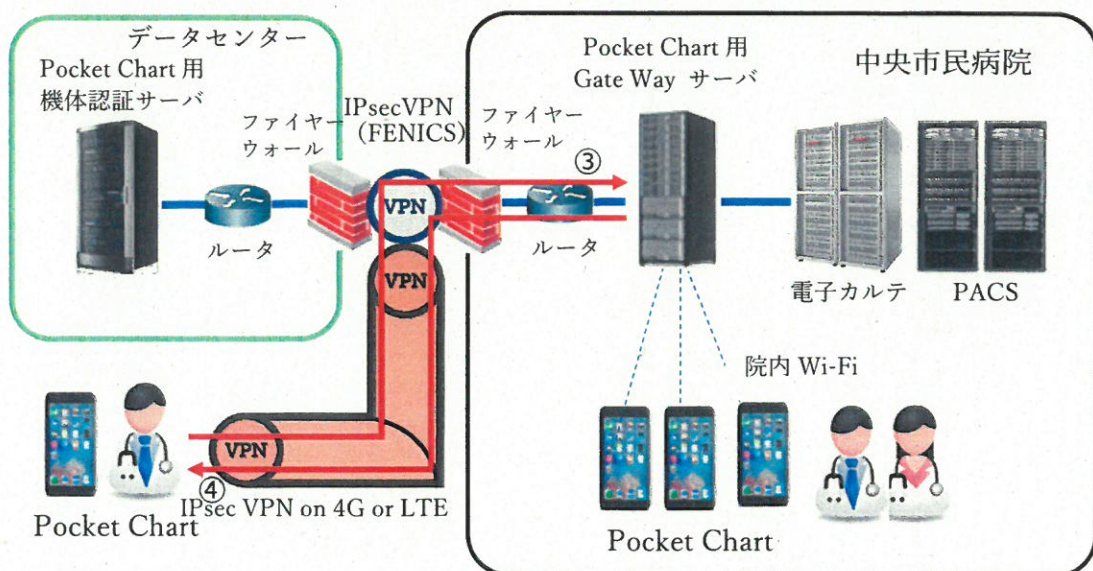 データセンター
Pocket Chart 用
機体認証サーバ
ファイヤー
ウォール
ルータ
IPsecVPN
(FENICS)
VPN
ファイヤー
ウォール
③
ルータ
Pocket Chart 用
Gate Way サーバ
中央市民病院
電子カルテ
PACS
院内 Wi-Fi
VPN
VPN
④
IPsec VPN on 4G or LTE
Pocket Chart
Pocket Chart